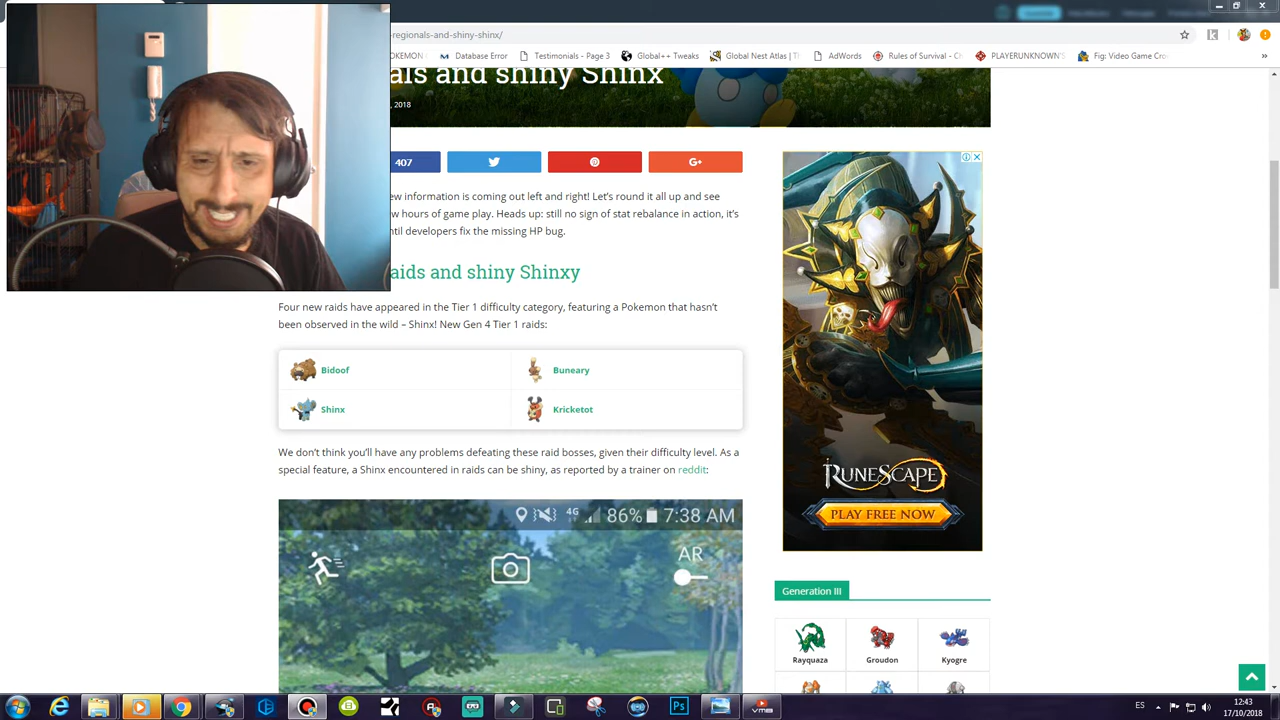 -regionals-and-shiny-shinx/
OKEMON
Database Error
Testimonials - Page 3
Global++ Tweaks
Global Nest Atlas | T
AdWords
Rules of Survival - C
PLAYERUNKNOWN'S
Fig: Video Game Crow
»
als and shiny Shinx
, 2018
407
G+
ew information is coming out left and right! Let's round it all up and see
w hours of game play. Heads up: still no sign of stat rebalance in action, it's
ntil developers fix the missing HP bug.
aids and shiny Shinxy
Four new raids have appeared in the Tier 1 difficulty category, featuring a Pokemon that hasn't
been observed in the wild – Shinx! New Gen 4 Tier 1 raids:
Bidoof
Buneary
Shinx
Kricketot
We don't think you'll have any problems defeating these raid bosses, given their difficulty level. As a
special feature, a Shinx encountered in raids can be shiny, as reported by a trainer on reddit:
4G 86% 7:38 AM
AR
RUNESCAPE
PLAY FREE NOW
Generation III
Rayquaza
Groudon
Kyogre
Ps
VMB
ES
12:43
17/10/2018